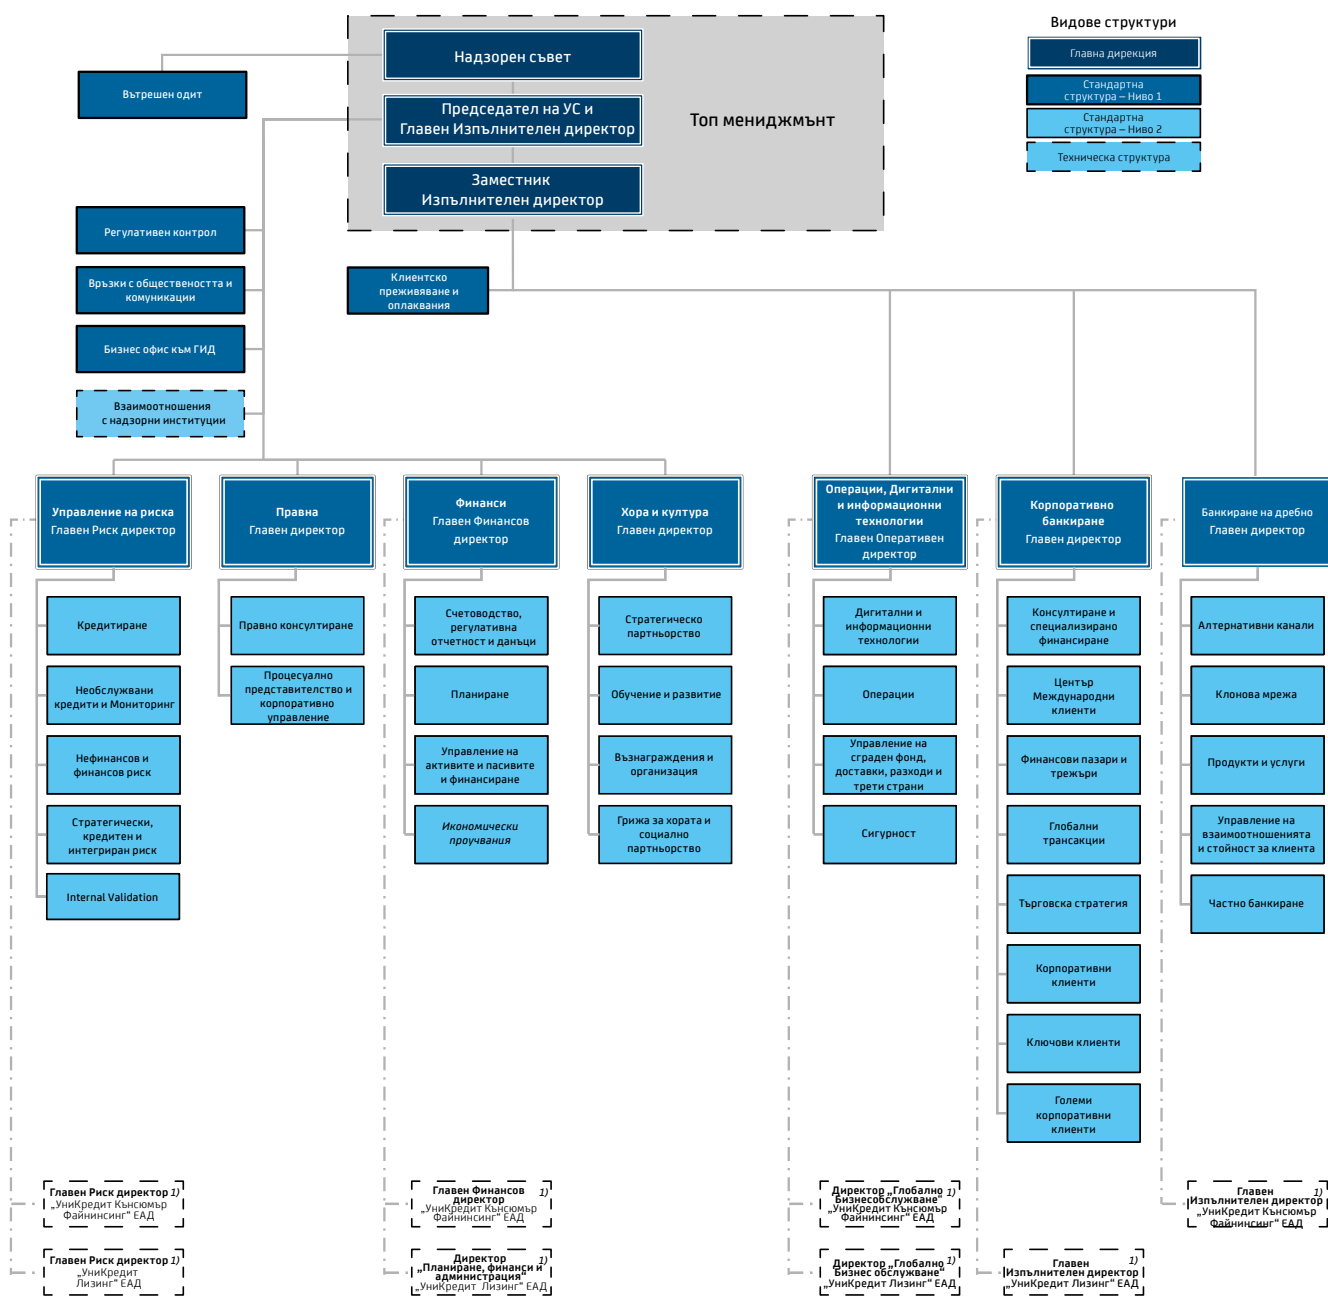 Видове структури
Главна дирекция
Стандартна
структура – Ниво 1
Стандартна
структура – Ниво 2
Техническа структура
Надзорен съвет
Вътрешен одит
Председател на УС и
Главен Изпълнителен директор
Топ мениджмънт
Заместник
Изпълнителен директор
Регулативен контрол
Връзки с обществеността и
комуникации
Клиентско
преживяване и
оплаквания
Бизнес офис към ГИД
Взаимоотношения
с надзорни институции
Управление на риска
Главен Риск директор
Правна
Главен директор
Финанси
Главен Финансов
директор
Хора и култура
Главен директор
Операции, Дигитални
и информационни
технологии
Главен Оперативен
директор
Корпоративно
банкиране
Главен директор
Банкиране на дребно
Главен директор
Кредитиране
Необслужвани
кредити и Мониторинг
Нефинансов и
финансов риск
Стратегически,
кредитен и
интегриран риск
Internal Validation
Правно консултиране
Процесуално
представителство и
корпоративно
управление
Счетоводство,
регулативна
отчетност и данъци
Планиране
Управление на
активите и пасивите
и финансиране
Икономически
проучвания
Стратегическо
партньорство
Обучение и развитие
Възнаграждения и
организация
Грижа за хората и
социално
партньорство
Дигитални и
информационни
технологии
Операции
Управление на
сграден фонд,
доставки, разходи и
трети страни
Сигурност
Консултиране и
специализирано
финансиране
Център
Международни
клиенти
Финансови пазари и
трежъри
Глобални
трансакции
Търговска стратегия
Корпоративни
клиенти
Ключови клиенти
Големи
корпоративни
клиенти
Алтернативни канали
Клонова мрежа
Продукти и услуги
Управление на
взаимоотношенията
и стойност за клиента
Частно банкиране
Главен Риск директор 1)
„УниКредит Кънсюмър
Файнинсинг“ ЕАД
Главен Риск директор 1)
„УниКредит
Лизинг“ ЕАД
Главен Финансов 1)
директор
„УниКредит Кънсюмър
Файнинсинг“ ЕАД
Директор 1)
„Планиране, финанси и
администрация“
„УниКредит Лизинг“ ЕАД
Директор „Глобално 1)
Бизнесобслужване“
„УниКредит Кънсюмър
Файнинсинг“ ЕАД
Директор „Глобално 1)
Бизнес обслужване“
„УниКредит Лизинг“ ЕАД
Главен 1)
Изпълнителен директор
„УниКредит Лизинг“ ЕАД
Главен 1)
Изпълнителен директор
„УниКредит Кънсюмър
Файнинсинг“ ЕАД